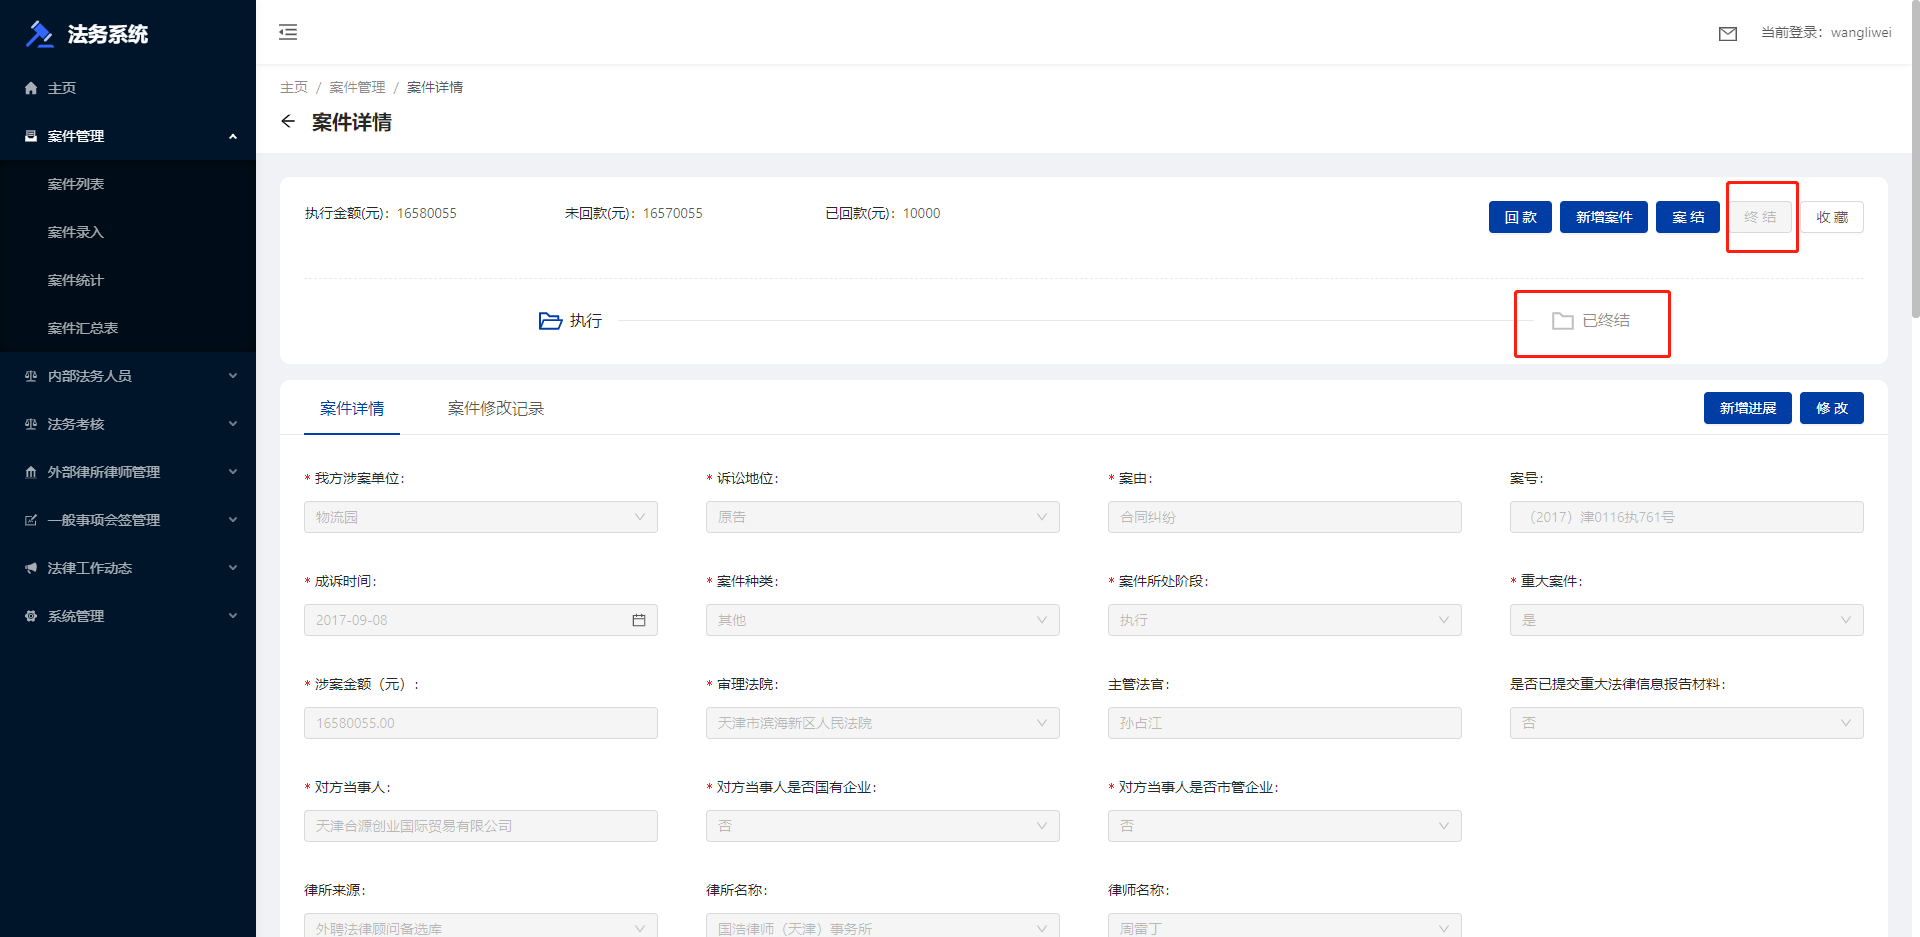 法务系统
当前登录：wangliwei
主页
案件管理
案件列表
案件录入
案件统计
案件汇总表
内部法务人员
法务考核
外部律所律师管理
一般事项会签管理
法律工作动态
系统管理
主页 / 案件管理 / 案件详情
案件详情
执行金额(元)：16580055 未回款(元)：16570055 已回款(元)：10000
回 款 新增案件 案 结 终 结 收 藏
执行 已终结
案件详情 案件修改记录 新增进展 修 改
* 我方涉案单位： * 诉讼地位： * 案由： 案号：
物流园 原告 合同纠纷 （2017）津0116执761号
* 成诉时间： * 案件种类： * 案件所处阶段： * 重大案件：
2017-09-08 其他 执行 是
* 涉案金额（元）： * 审理法院： 主管法官： 是否已提交重大法律信息报告材料：
16580055.00 天津市滨海新区人民法院 孙占江 否
* 对方当事人： * 对方当事人是否国有企业： * 对方当事人是否市管企业：
天津合源创业国际贸易有限公司 否 否
律所来源： 律所名称： 律师名称：
外聘法律顾问备选库 国浩律师（天津）事务所 周雷丁